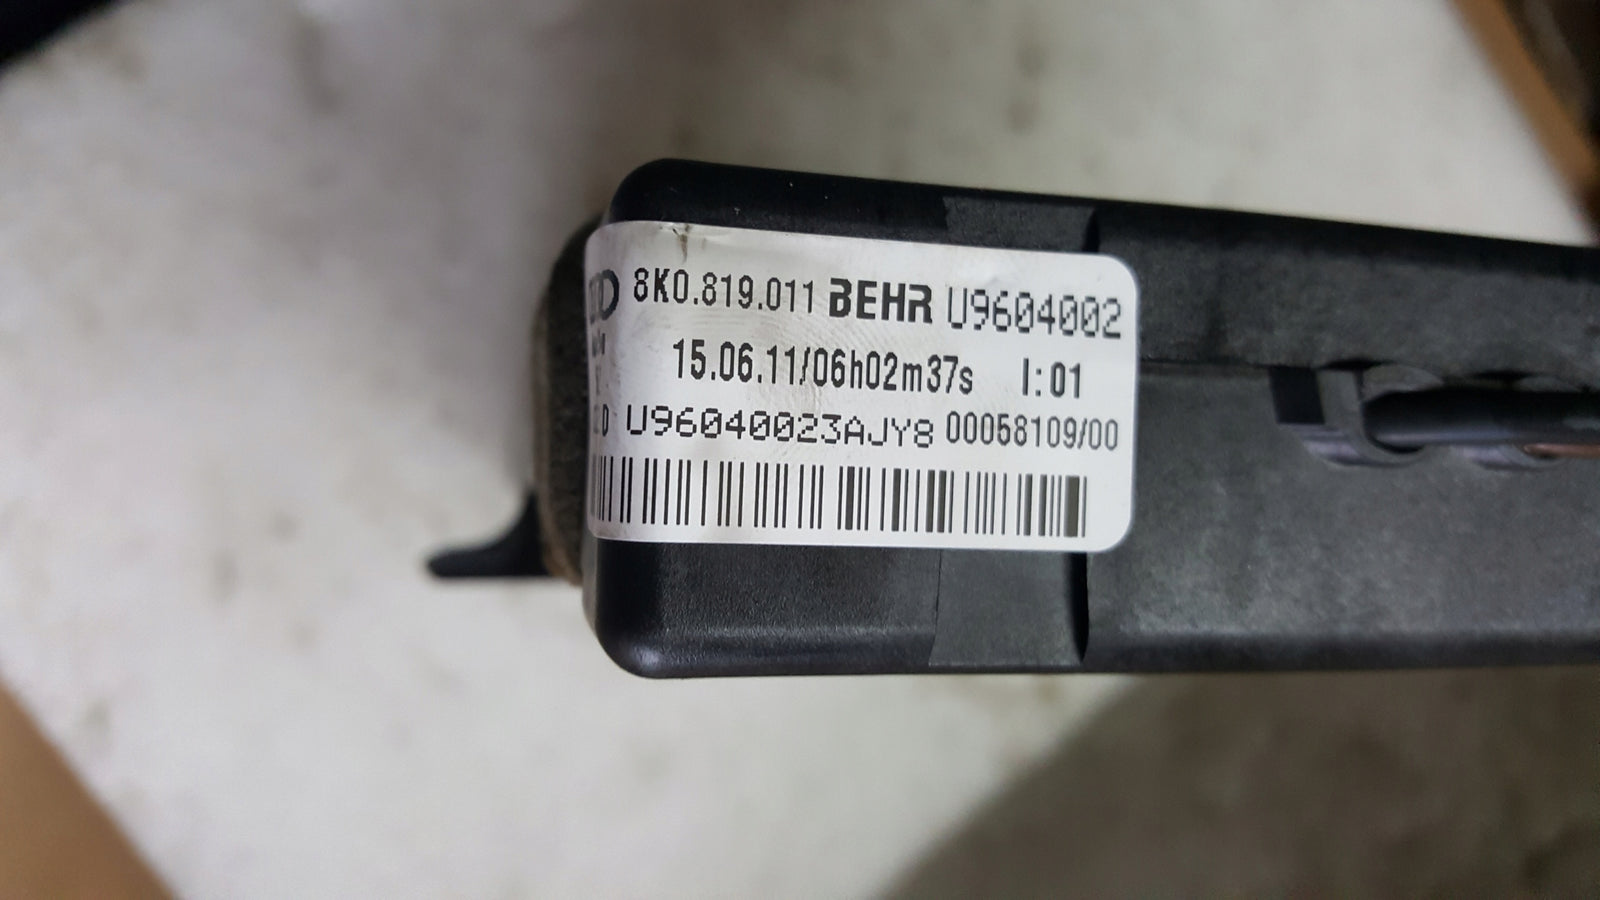 8K0.819.011 BEHR U9604002
15.06.11/06h02m37s I:01
D U96040023AJY8 00058109/00